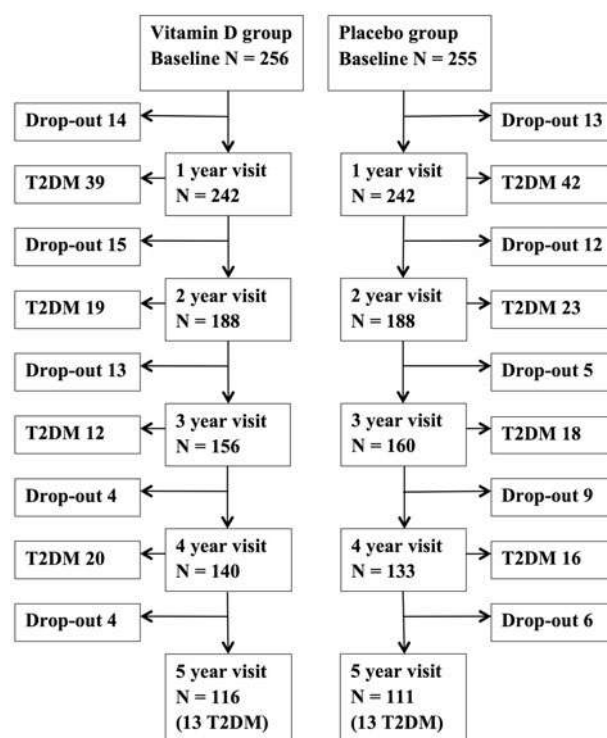 Vitamin D group
Baseline N = 256
Placebo group
Baseline N = 255
Drop-out 14
Drop-out 13
T2DM 39
1 year visit
N = 242
1 year visit
N = 242
T2DM 42
Drop-out 15
Drop-out 12
T2DM 19
2 year visit
N = 188
2 year visit
N = 188
T2DM 23
Drop-out 13
Drop-out 5
T2DM 12
3 year visit
N = 156
3 year visit
N = 160
T2DM 18
Drop-out 4
Drop-out 9
T2DM 20
4 year visit
N = 140
4 year visit
N = 133
T2DM 16
Drop-out 4
Drop-out 6
5 year visit
N = 116
(13 T2DM)
5 year visit
N = 111
(13 T2DM)